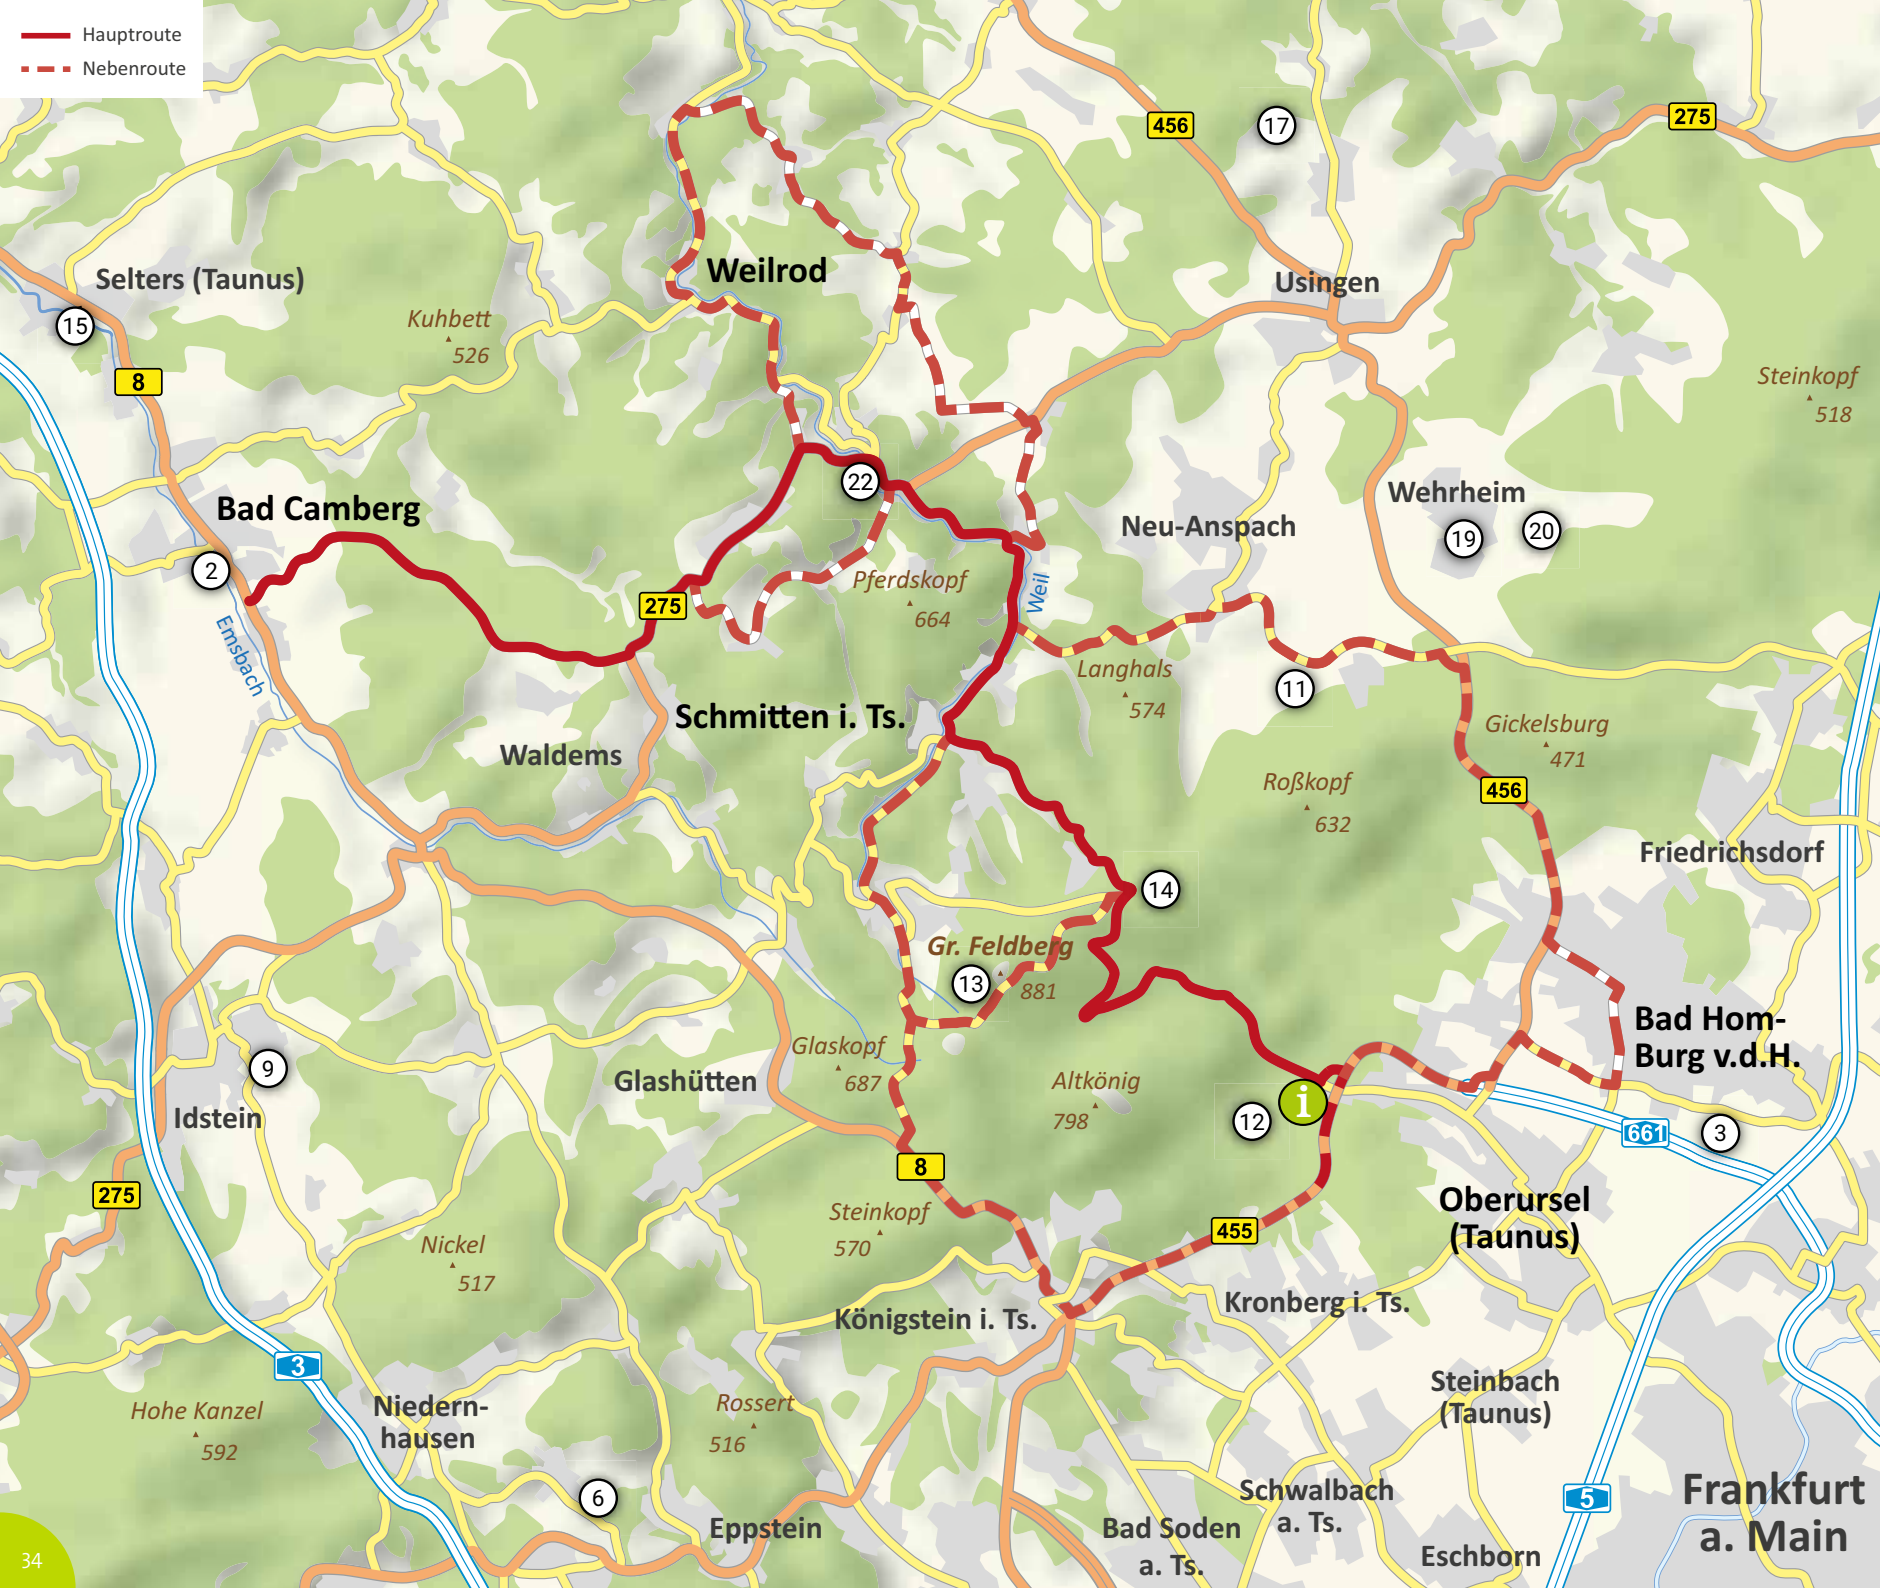 Hauptroute
Nebenroute
456
17
275
Selters (Taunus)
Weilrod
Usingen
15
Kuhbett
526
8
Steinkopf
518
22
Wehrheim
Bad Camberg
Neu-Anspach
19
20
2
Pferdskopf
664
Weil
275
Emsbach
Langhals
574
11
Schmitten i. Ts.
Gickelsburg
471
Waldems
Roßkopf
632
456
Friedrichsdorf
14
Gr. Feldberg
881
13
Bad Hom-
Burg v.d.H.
Glaskopf
687
9
Glashütten
Altkönig
798
i
12
Idstein
661
3
8
275
Steinkopf
570
455
Oberursel
(Taunus)
Nickel
517
Königstein i. Ts.
Kronberg i. Ts.
3
Hohe Kanzel
592
Niedern-
hausen
Rossert
516
Steinbach
(Taunus)
6
Schwalbach
a. Ts.
5
Frankfurt
a. Main
Eppstein
Bad Soden
a. Ts.
Eschborn
34